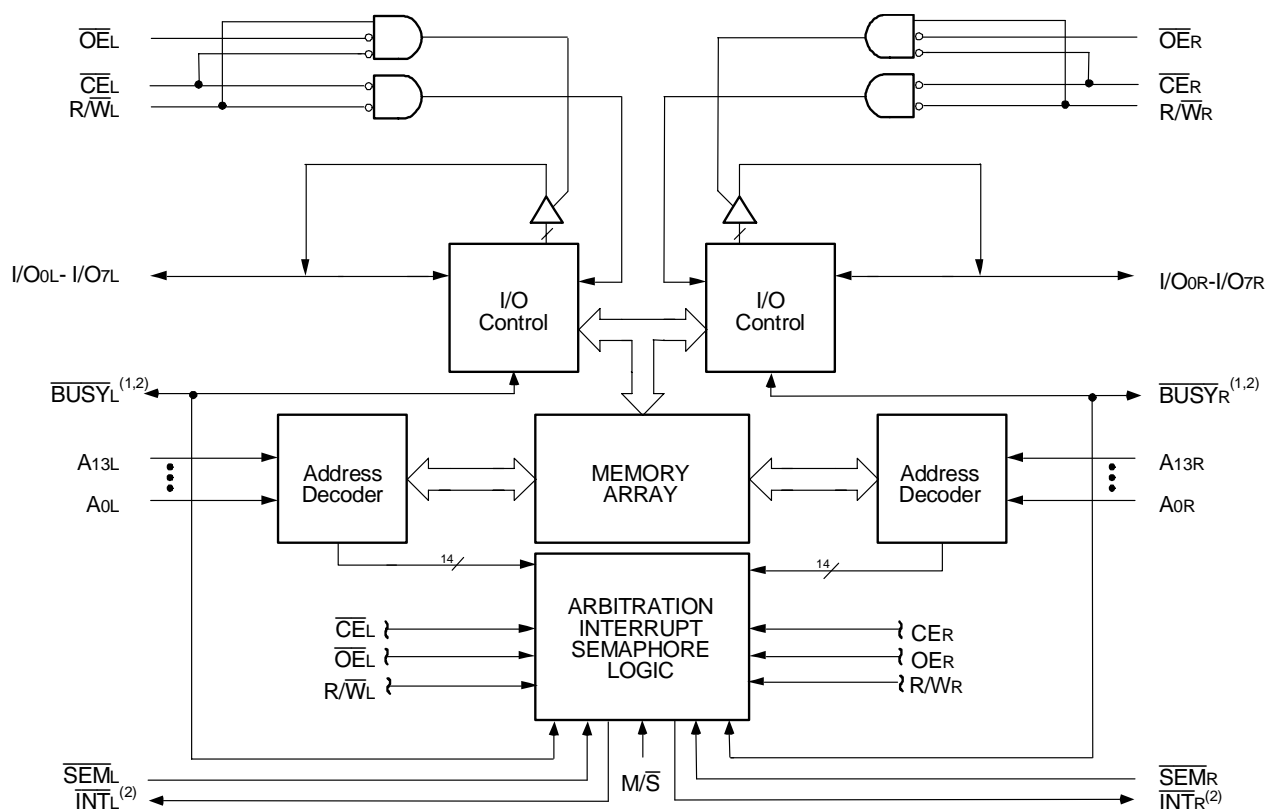 OEL
OER
CEL
CER
R/WL
R/WR
I/O0L- I/O7L
I/O
Control
I/O
Control
I/O0R-I/O7R
BUSYL(1,2)
BUSYR(1,2)
A13L
A0L
Address
Decoder
MEMORY
ARRAY
Address
Decoder
A13R
A0R
14
14
ARBITRATION
INTERRUPT
SEMAPHORE
LOGIC
CEL
OEL
R/WL
CER
OER
R/WR
SEML
INTL(2)
M/S
SEMR
INTR(2)